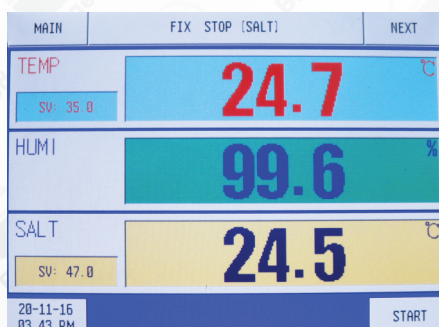 MAIN FIX STOP [SALT] NEXT
TEMP
24.7 ℃
SV: 35.0
HUMI
99.6 %
SALT
24.5 ℃
SV: 47.0
20-11-16
03 43 PM
START